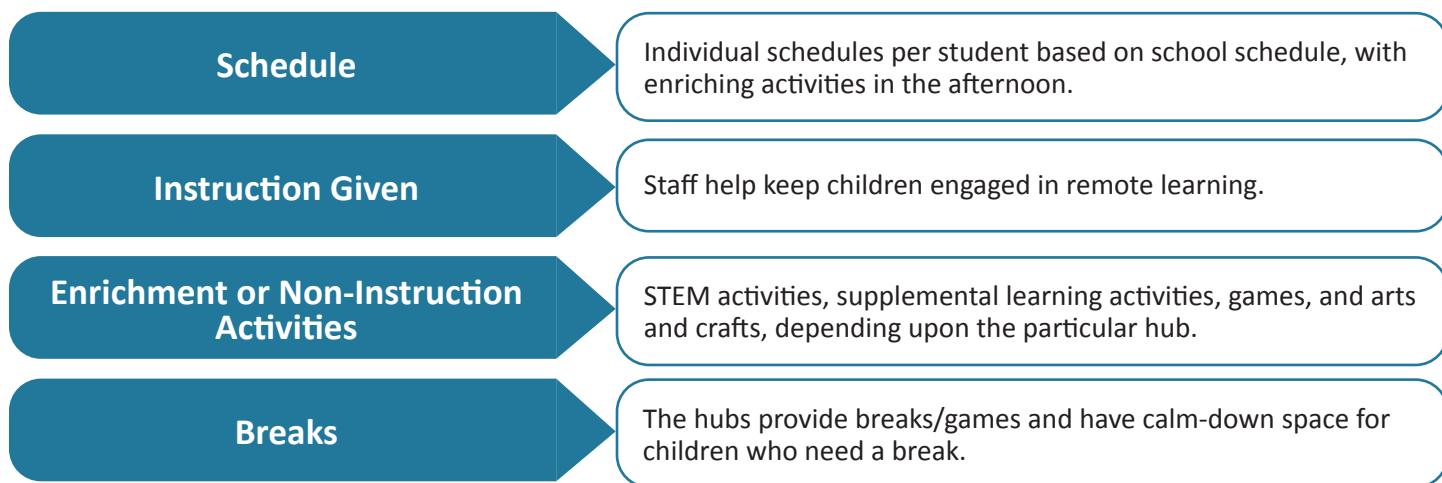 Schedule
Individual schedules per student based on school schedule, with
enriching activities in the afternoon.
Instruction Given
Staff help keep children engaged in remote learning.
Enrichment or Non-Instruction
Activities
STEM activities, supplemental learning activities, games, and arts
and crafts, depending upon the particular hub.
Breaks
The hubs provide breaks/games and have calm-down space for
children who need a break.